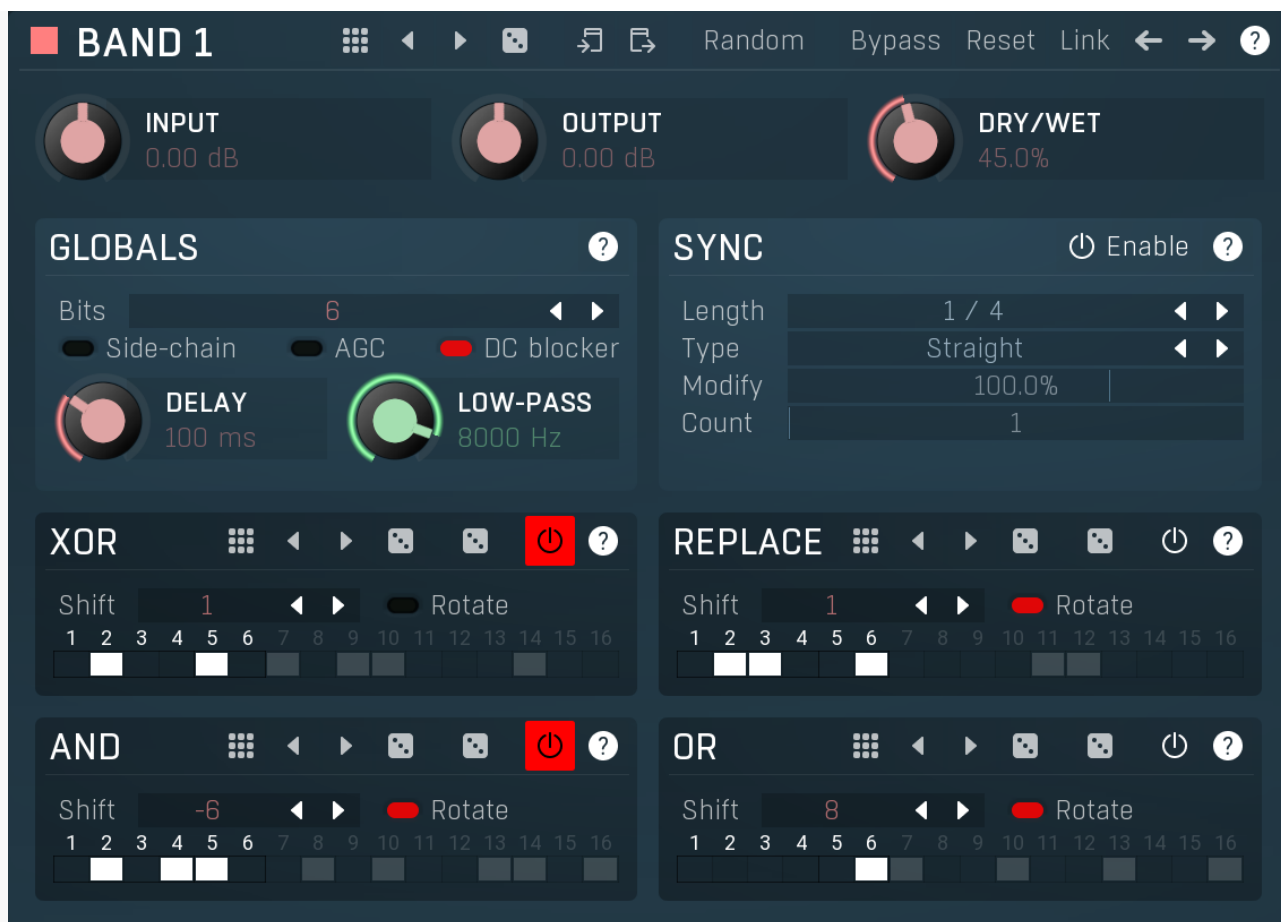 BAND 1 Random Bypass Reset Link ?
INPUT
0.00 dB
OUTPUT
0.00 dB
DRY/WET
45.0%
GLOBALS ?
Bits 6
Side-chain AGC DC blocker
DELAY
100 ms
LOW-PASS
8000 Hz
SYNC Enable ?
Length 1 / 4
Type Straight
Modify 100.0%
Count 1
XOR ?
Shift 1 Rotate
1 2 3 4 5 6 7 8 9 10 11 12 13 14 15 16
REPLACE ?
Shift 1 Rotate
1 2 3 4 5 6 7 8 9 10 11 12 13 14 15 16
AND ?
Shift -6 Rotate
1 2 3 4 5 6 7 8 9 10 11 12 13 14 15 16
OR ?
Shift 8 Rotate
1 2 3 4 5 6 7 8 9 10 11 12 13 14 15 16